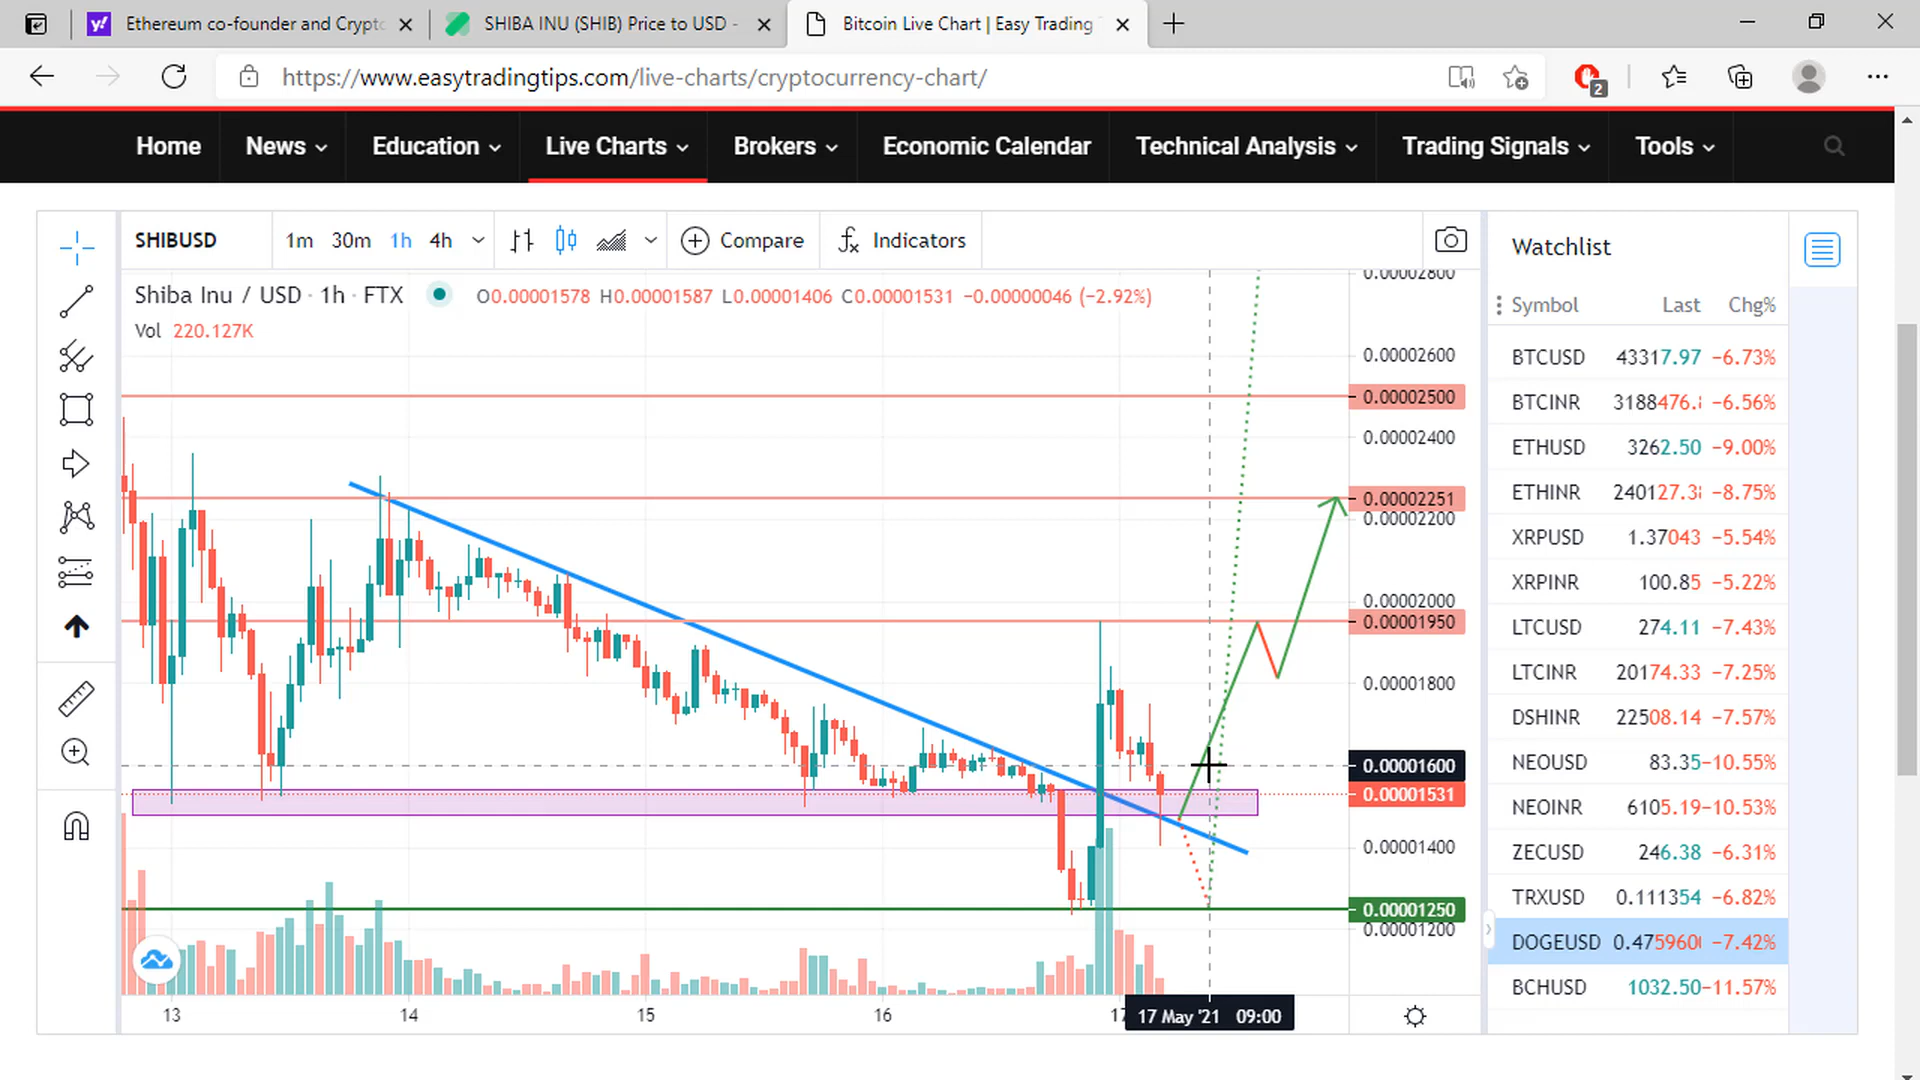 Ethereum co-founder and Crypto
SHIBA INU (SHIB) Price to USD -
Bitcoin Live Chart | Easy Trading
https://www.easytradingtips.com/live-charts/cryptocurrency-chart/
2
Home News Education Live Charts Brokers Economic Calendar Technical Analysis Trading Signals Tools
SHIBUSD 1m 30m 1h 4h Compare Indicators
Shiba Inu / USD · 1h · FTX O0.00001578 H0.00001587 L0.00001406 C0.00001531 −0.00000046 (−2.92%)
Vol 220.127K
0.00002800
0.00002600
0.00002500
0.00002400
0.00002251
0.00002200
0.00002000
0.00001950
0.00001800
0.00001600
0.00001531
0.00001400
0.00001250
0.00001200
13 14 15 16 17 May '21 09:00
Watchlist
Symbol Last Chg%
BTCUSD 43317.97 −6.73%
BTCINR 3188476. −6.56%
ETHUSD 3262.50 −9.00%
ETHINR 240127.3 −8.75%
XRPUSD 1.37043 −5.54%
XRPINR 100.85 −5.22%
LTCUSD 274.11 −7.43%
LTCINR 20174.33 −7.25%
DSHINR 22508.14 −7.57%
NEOUSD 83.35 −10.55%
NEOINR 6105.19 −10.53%
ZECUSD 246.38 −6.31%
TRXUSD 0.111354 −6.82%
DOGEUSD 0.475960 −7.42%
BCHUSD 1032.50 −11.57%